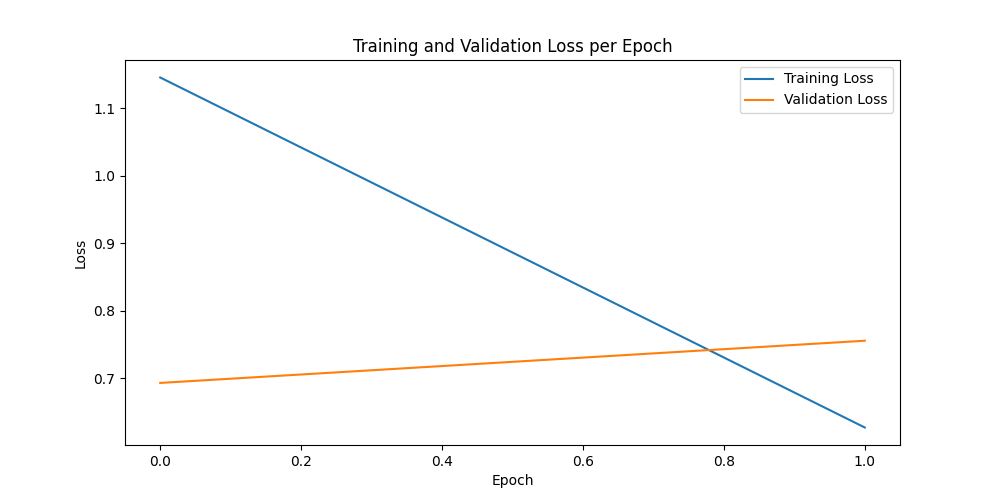 Training and Validation Loss per Epoch
Training Loss
Validation Loss
1.1
1.0
0.9
0.8
0.7
Loss
0.0 0.2 0.4 0.6 0.8 1.0
Epoch